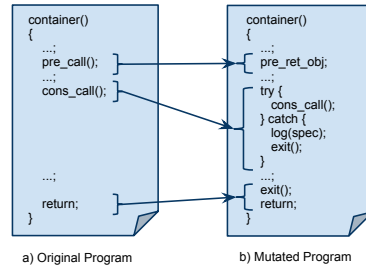 container()
{
...;
pre_call();
...;
cons_call();
...;
return;
}
a) Original Program
container()
{
...;
pre_ret_obj;
...;
try {
cons_call();
} catch {
log(spec);
exit();
}
...;
exit();
return;
}
b) Mutated Program